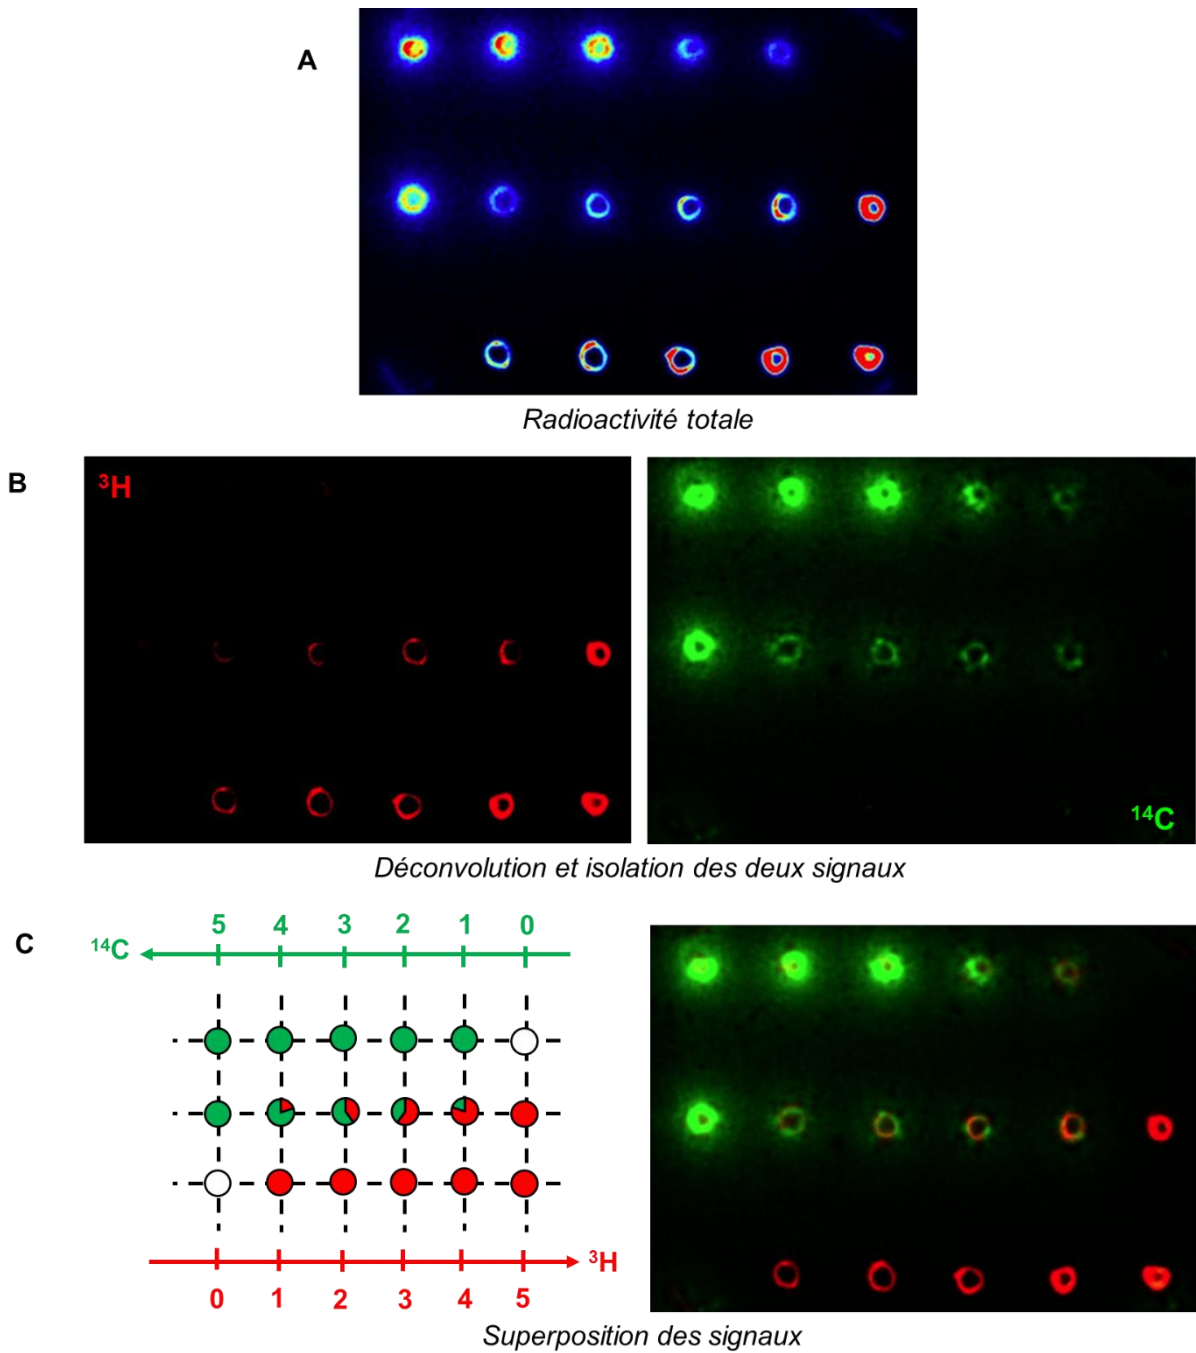 A
Radioactivité totale
B
³H
¹⁴C
Déconvolution et isolation des deux signaux
C
5 4 3 2 1 0
¹⁴C
³H
0 1 2 3 4 5
Superposition des signaux